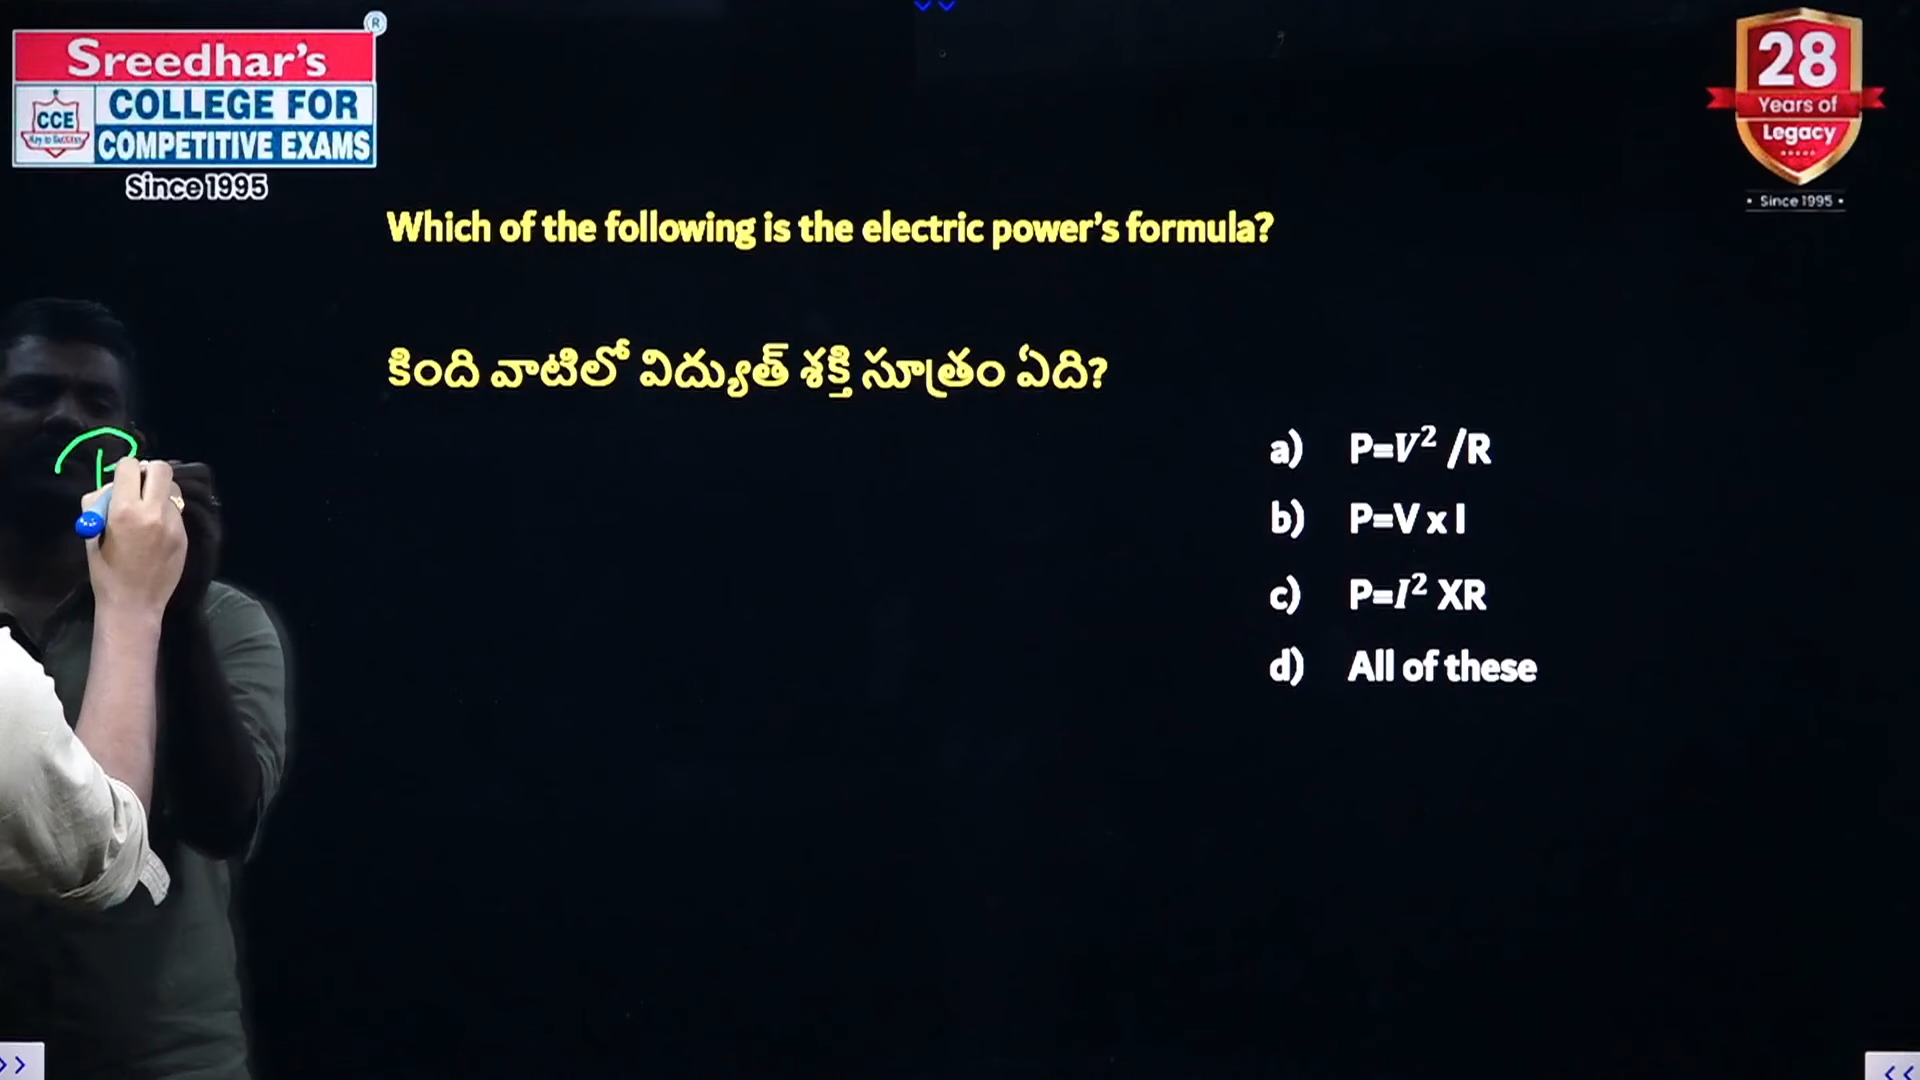 Sreedhar's
®
CCE
COLLEGE FOR
COMPETITIVE EXAMS
Since 1995
28
Years of
Legacy
• Since 1995 •
Which of the following is the electric power's formula?
కింది వాటిలో విద్యుత్ శక్తి సూత్రం ఏది?
a) P=V² /R
b) P=V x I
c) P=I² XR
d) All of these
P